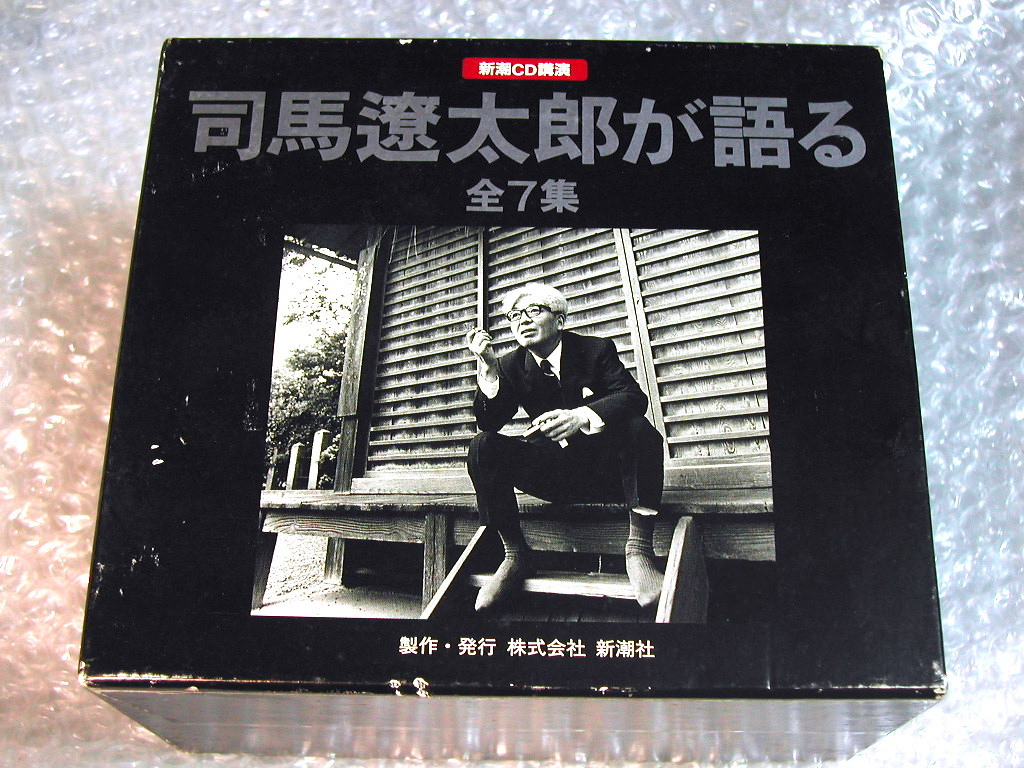 新潮CD講演
司馬遼太郎が語る
全7集
製作・発行 株式会社 新潮社